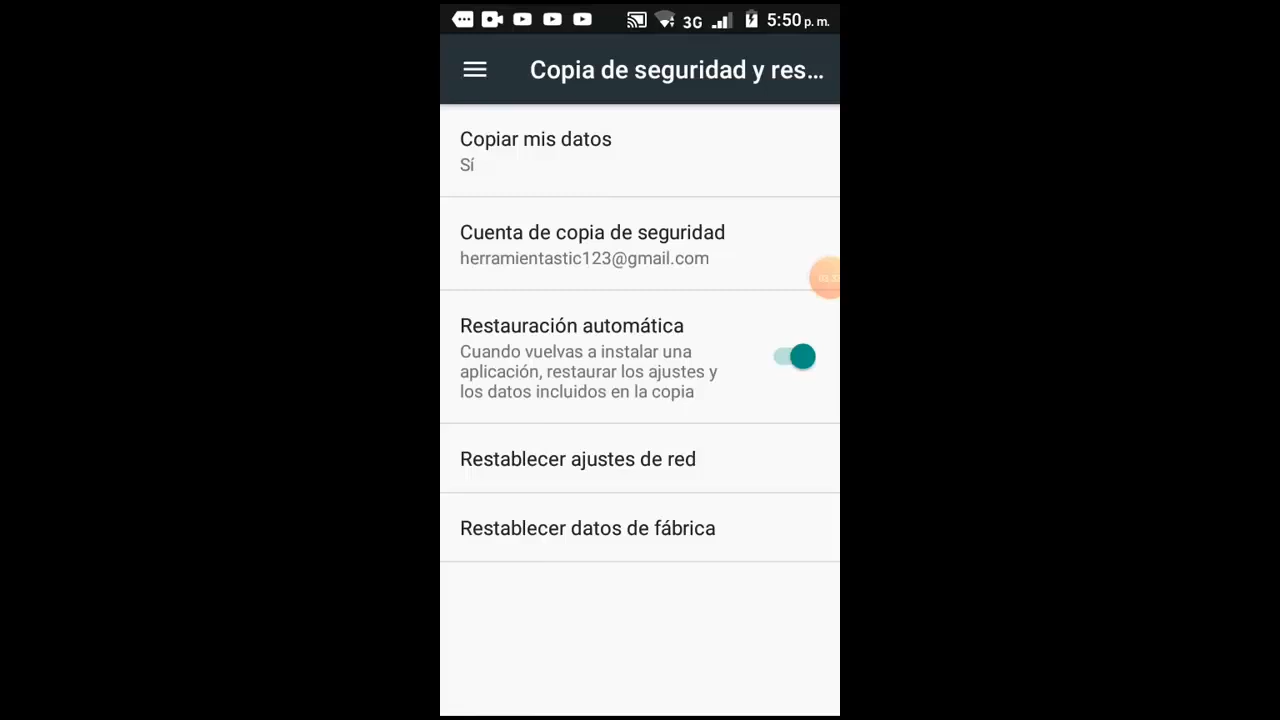 3G 5:50 p. m.
Copia de seguridad y res...
Copiar mis datos
Sí
Cuenta de copia de seguridad
herramientastic123@gmail.com
Restauración automática
Cuando vuelvas a instalar una
aplicación, restaurar los ajustes y
los datos incluidos en la copia
Restablecer ajustes de red
Restablecer datos de fábrica